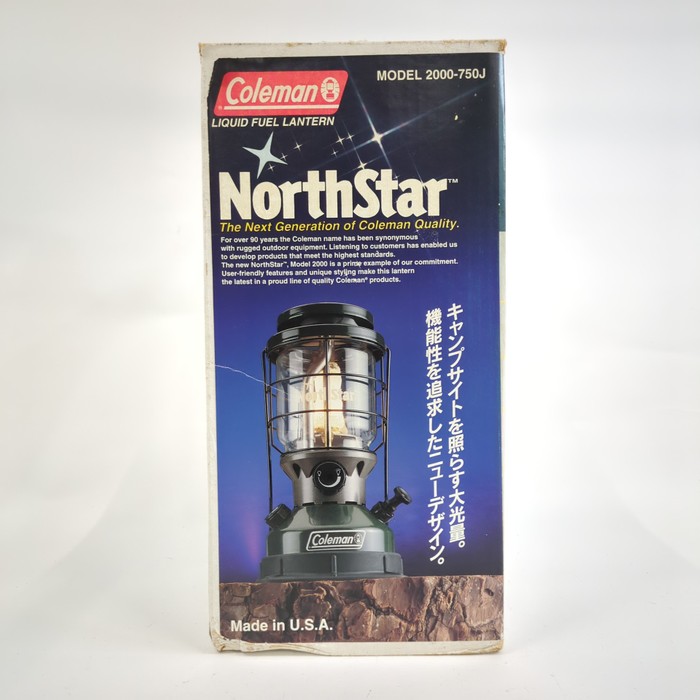 Coleman
MODEL 2000-750J
LIQUID FUEL LANTERN
NorthStar™
The Next Generation of Coleman Quality.
For over 90 years the Coleman name has been synonymous
with rugged outdoor equipment. Listening to customers has enabled us
to develop products that meet the highest standards.
The new NorthStar™, Model 2000 is a prime example of our commitment.
User-friendly features and unique styling make this lantern
the latest in a proud line of quality Coleman® products.
キャンプサイトを照らす大光量。
機能性を追求したニューデザイン。
NorthStar
Coleman
Made in U.S.A.